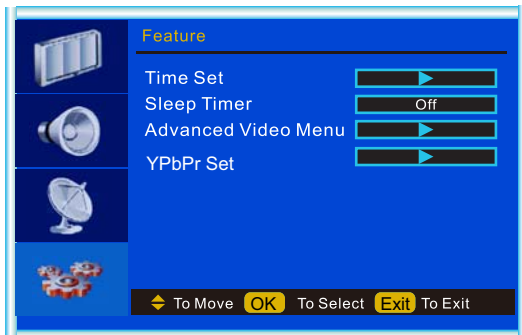 Feature
Time Set
Sleep Timer Off
Advanced Video Menu
YPbPr Set
To Move OK To Select Exit To Exit